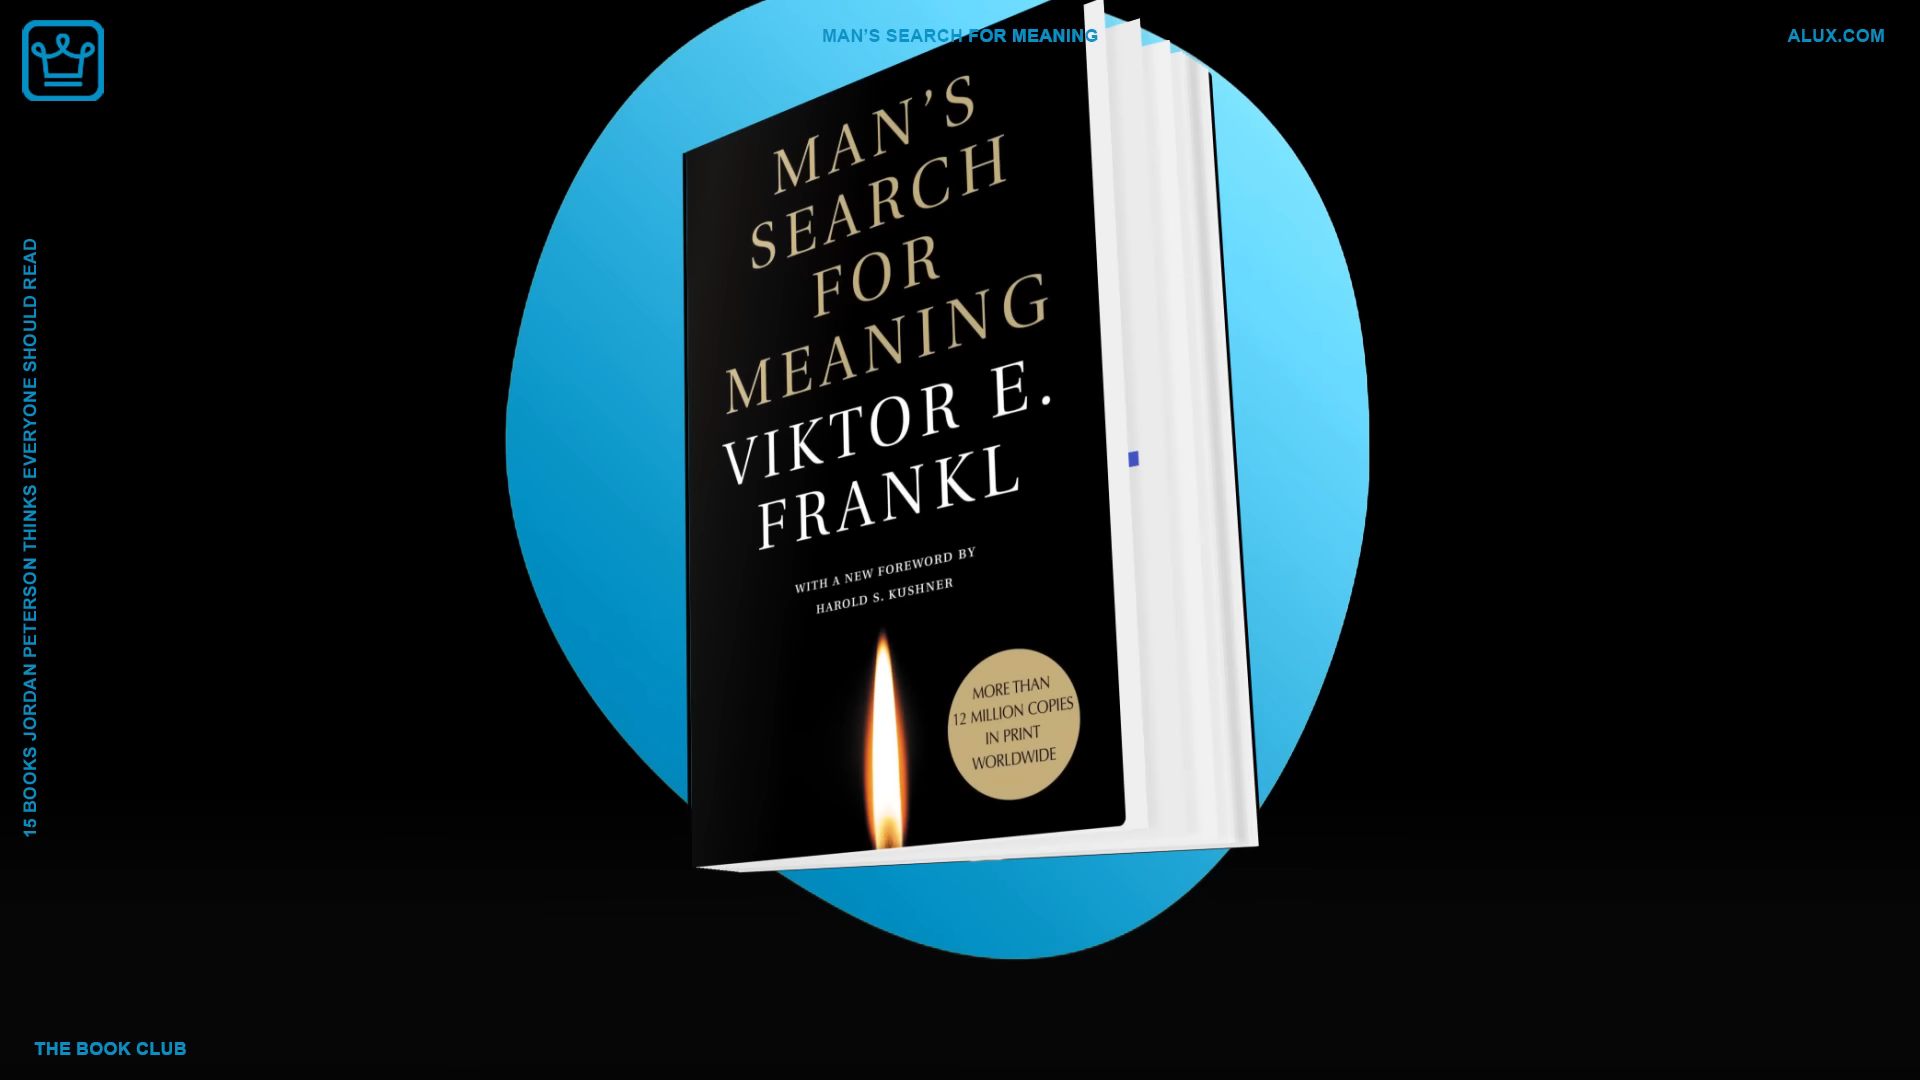 MAN'S SEARCH FOR MEANING
ALUX.COM
15 BOOKS JORDAN PETERSON THINKS EVERYONE SHOULD READ
MAN'S
SEARCH
FOR
MEANING
VIKTOR E.
FRANKL
WITH A NEW FOREWORD BY
HAROLD S. KUSHNER
MORE THAN
12 MILLION COPIES
IN PRINT
WORLDWIDE
THE BOOK CLUB